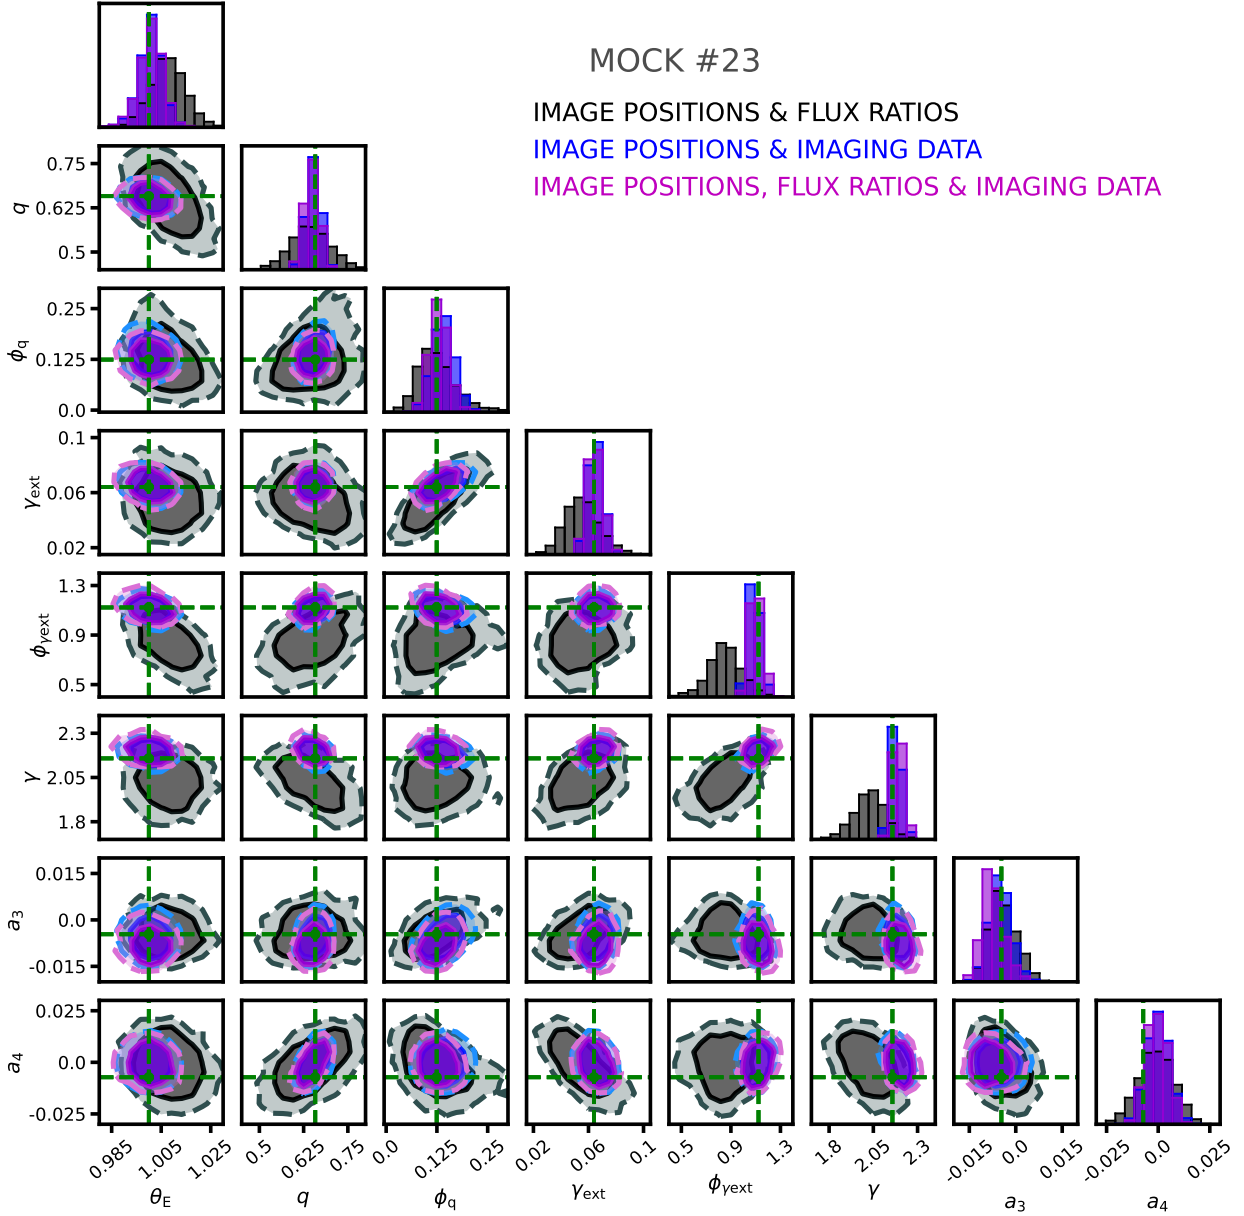 MOCK #23
IMAGE POSITIONS & FLUX RATIOS
IMAGE POSITIONS & IMAGING DATA
IMAGE POSITIONS, FLUX RATIOS & IMAGING DATA
0.75
0.625
0.5
q
0.25
0.125
0.0
ϕq
0.1
0.06
0.02
γext
1.3
0.9
0.5
ϕγext
2.3
2.05
1.8
γ
0.015
0.0
-0.015
a3
0.025
0.0
-0.025
a4
0.985 1.005 1.025 0.5 0.625 0.75 0.0 0.125 0.25 0.02 0.06 0.1 0.5 0.9 1.3 1.8 2.05 2.3 -0.015 0.0 0.015 -0.025 0.0 0.025
θE q ϕq γext ϕγext γ a3 a4